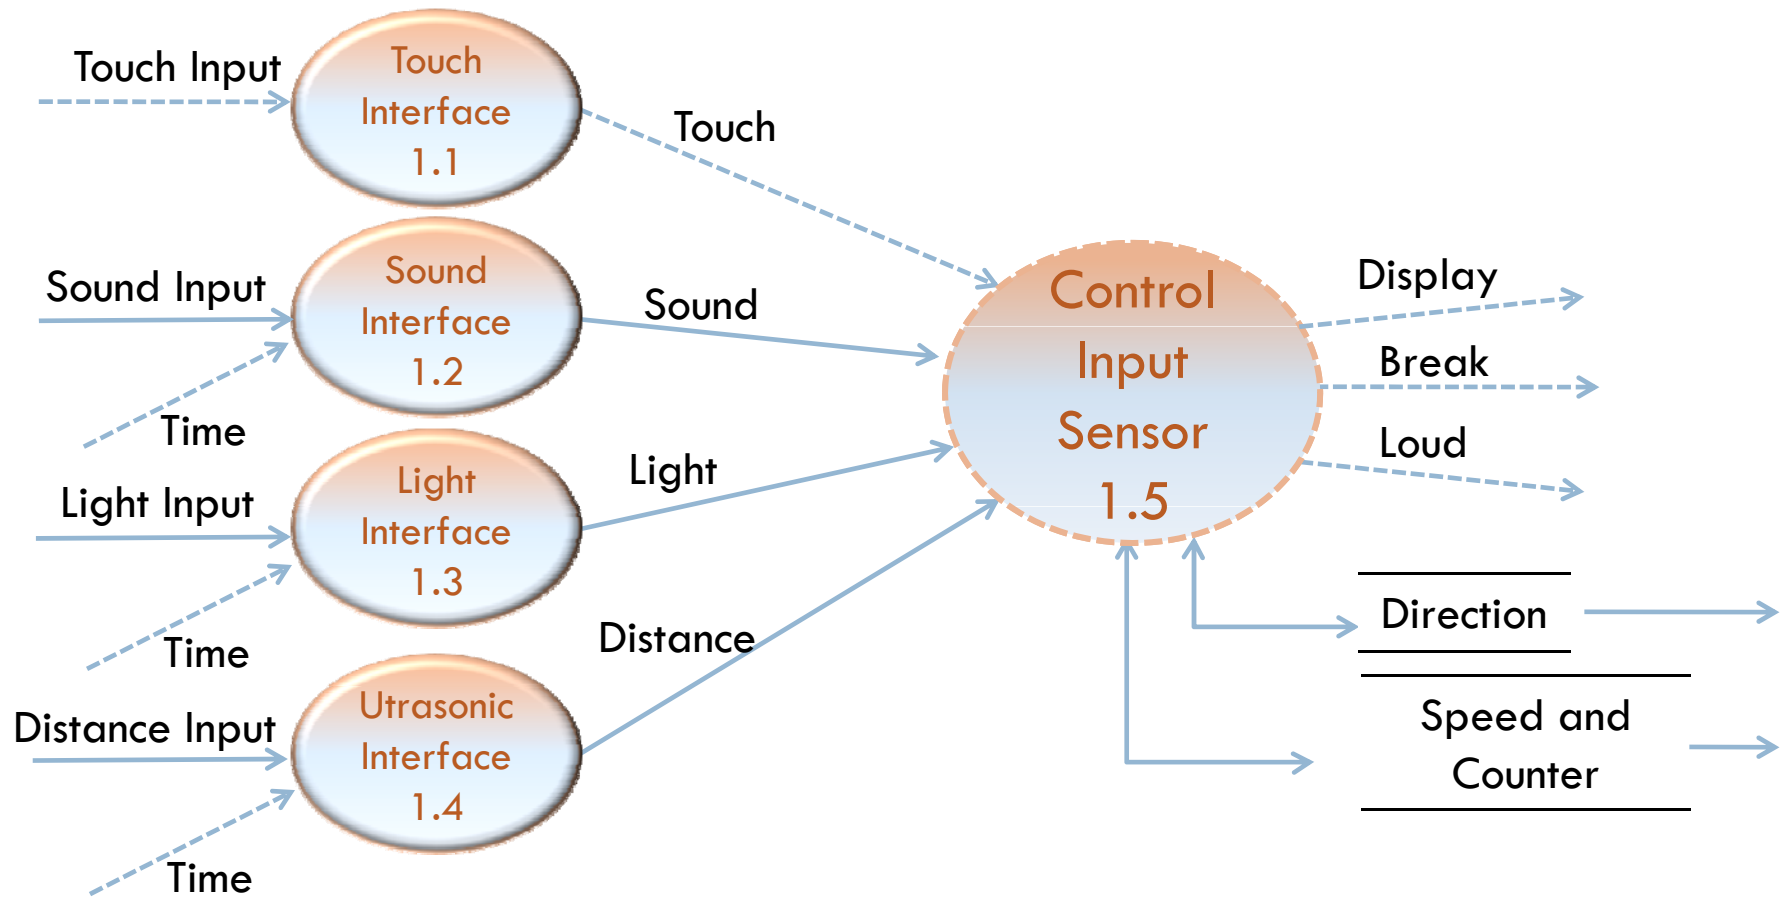 Touch Input
Touch
Interface
1.1
Touch
Sound Input
Time
Sound
Interface
1.2
Sound
Light Input
Time
Light
Interface
1.3
Light
Distance Input
Time
Utrasonic
Interface
1.4
Distance
Control
Input
Sensor
1.5
Display
Break
Loud
Direction
Speed and
Counter